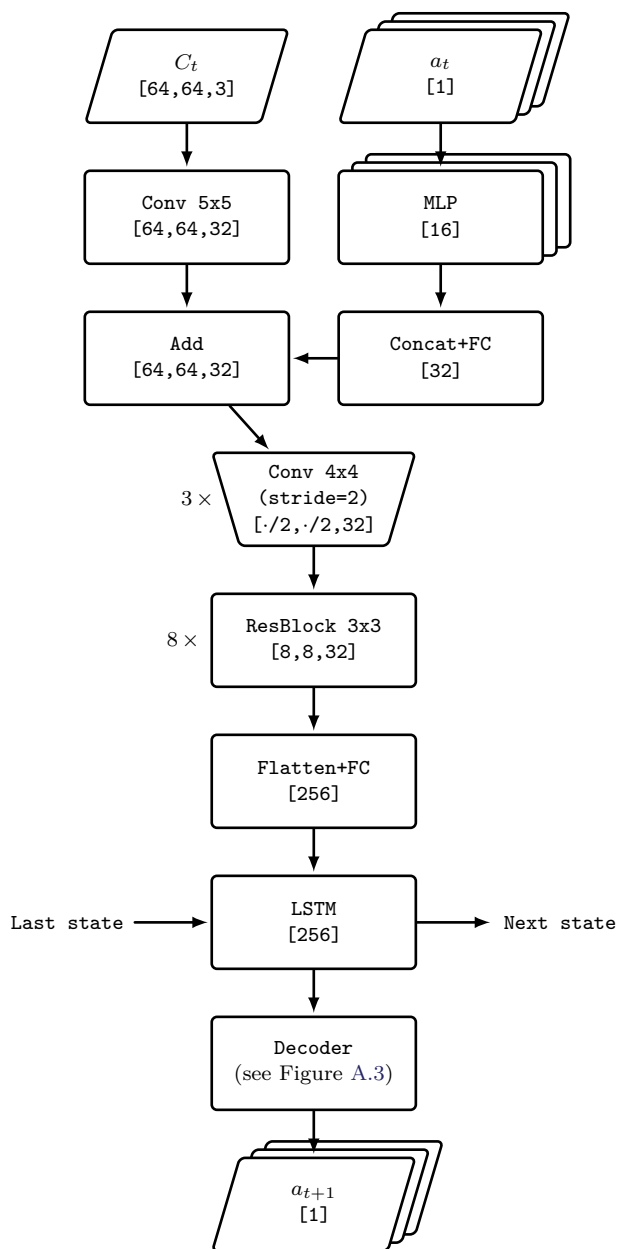 C_t
[64,64,3]
a_t
[1]
Conv 5x5
[64,64,32]
MLP
[16]
Add
[64,64,32]
Concat+FC
[32]
3 ×
Conv 4x4
(stride=2)
[·/2,·/2,32]
8 ×
ResBlock 3x3
[8,8,32]
Flatten+FC
[256]
Last state
LSTM
[256]
Next state
Decoder
(see Figure A.3)
a_{t+1}
[1]